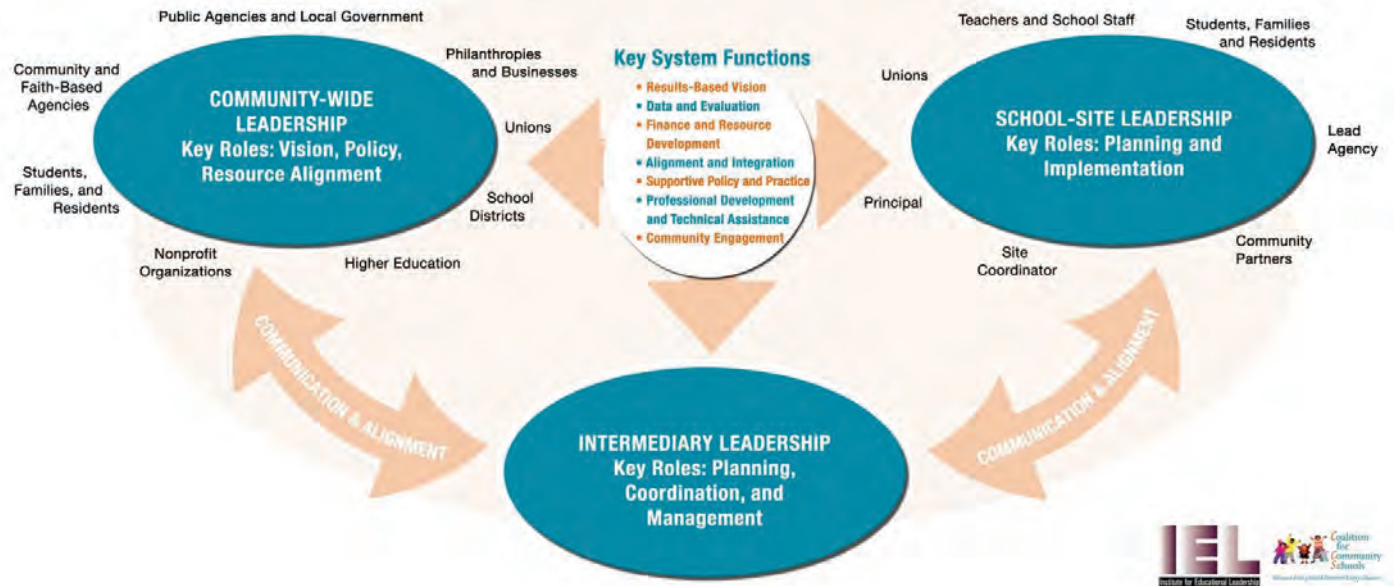 Public Agencies and Local Government
Community and
Faith-Based
Agencies
Philanthropies
and Businesses
COMMUNITY-WIDE
LEADERSHIP
Key Roles: Vision, Policy,
Resource Alignment
Unions
Students,
Families, and
Residents
School
Districts
Nonprofit
Organizations
Higher Education
Key System Functions
• Results-Based Vision
• Data and Evaluation
• Finance and Resource
Development
• Alignment and Integration
• Supportive Policy and Practice
• Professional Development
and Technical Assistance
• Community Engagement
Teachers and School Staff
Students, Families
and Residents
Unions
SCHOOL-SITE LEADERSHIP
Key Roles: Planning and
Implementation
Lead
Agency
Principal
Site
Coordinator
Community
Partners
COMMUNICATION & ALIGNMENT
COMMUNICATION & ALIGNMENT
INTERMEDIARY LEADERSHIP
Key Roles: Planning,
Coordination, and
Management
IEL
Institute for Educational Leadership
Coalition
for
Community
Schools